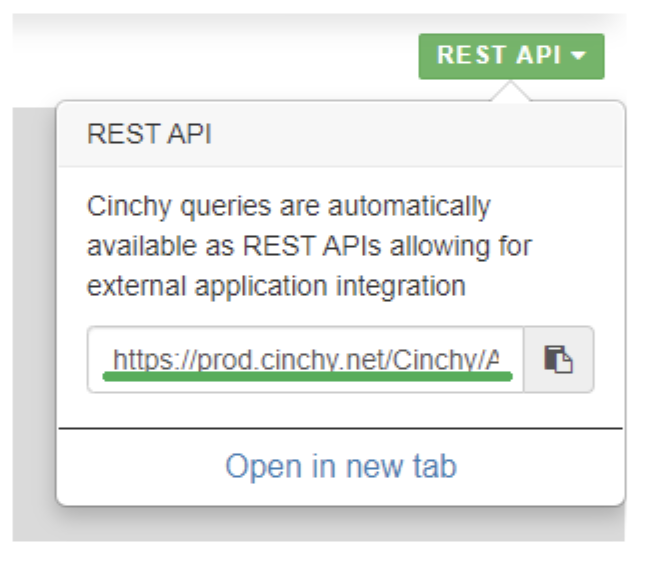 REST API
REST API
Cinchy queries are automatically
available as REST APIs allowing for
external application integration
https://prod.cinchy.net/Cinchy/A
Open in new tab